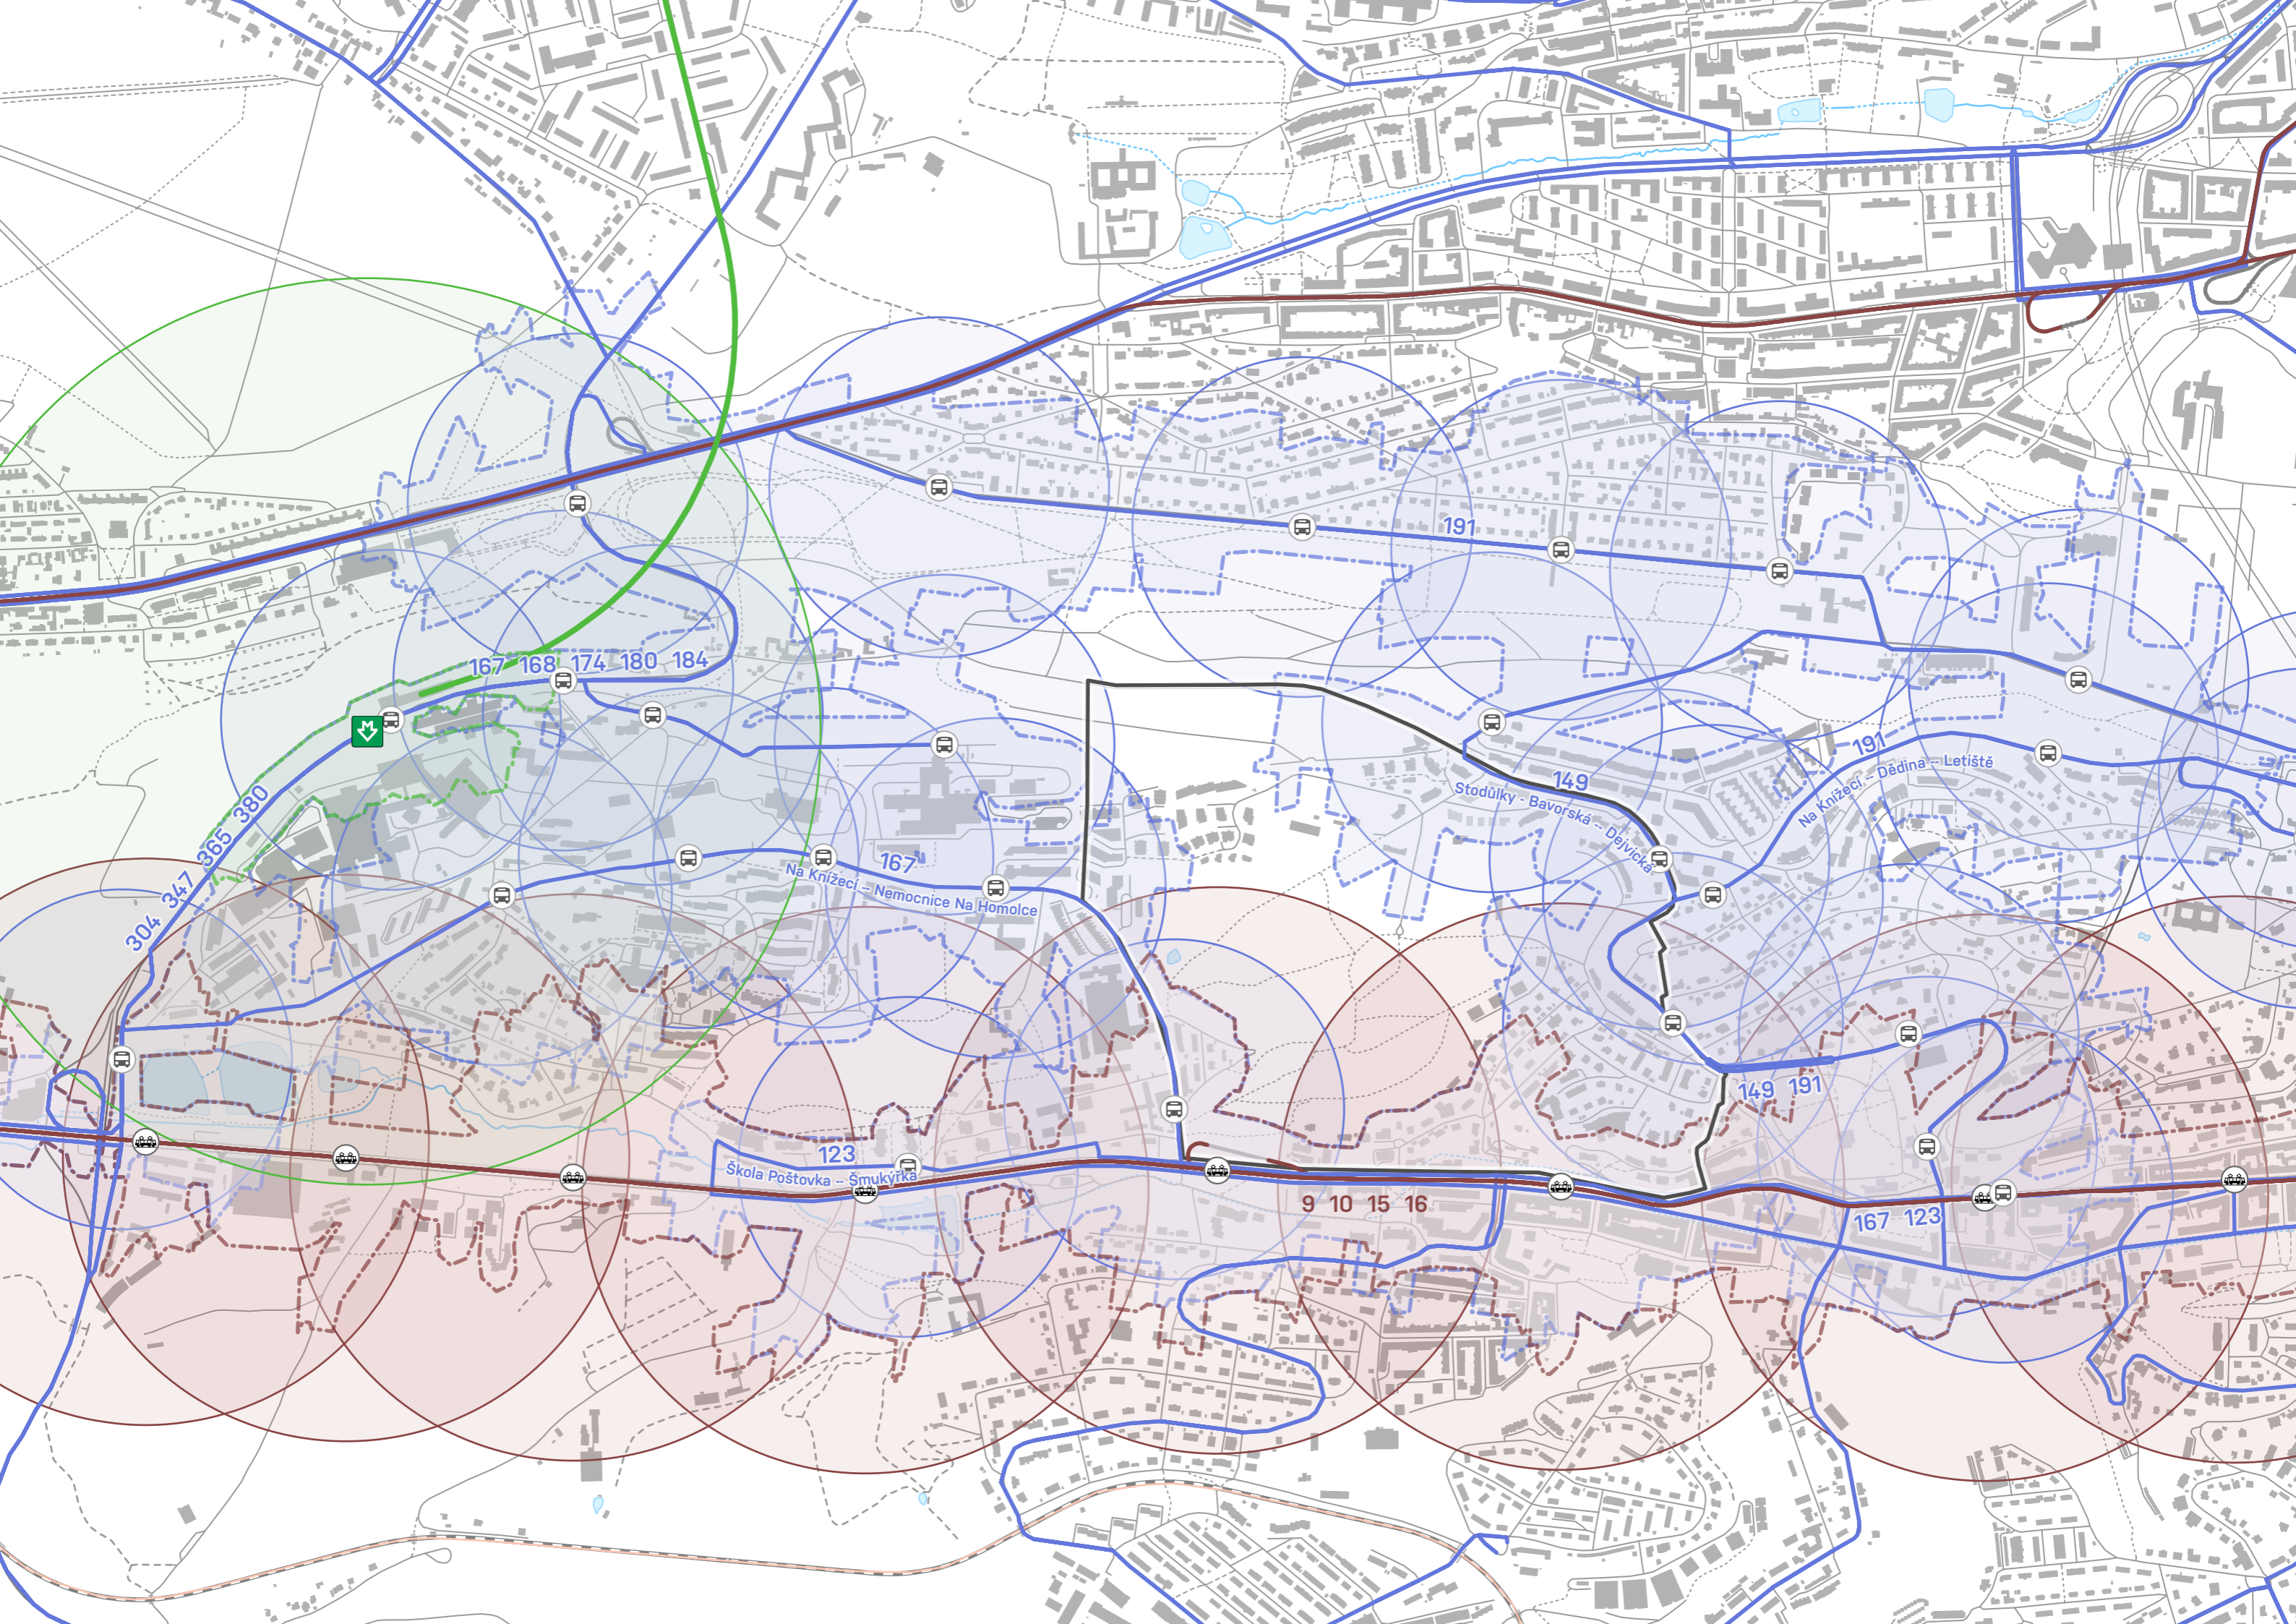 191
167 168 174 180 184
191
Na Knížecí – Dědina – Letiště
149
Stodůlky - Bavorská – Dejvická
304 347 365 380
167
Na Knížecí – Nemocnice Na Homolce
149 191
123
Škola Poštovka – Šmukýřka
9 10 15 16
167 123